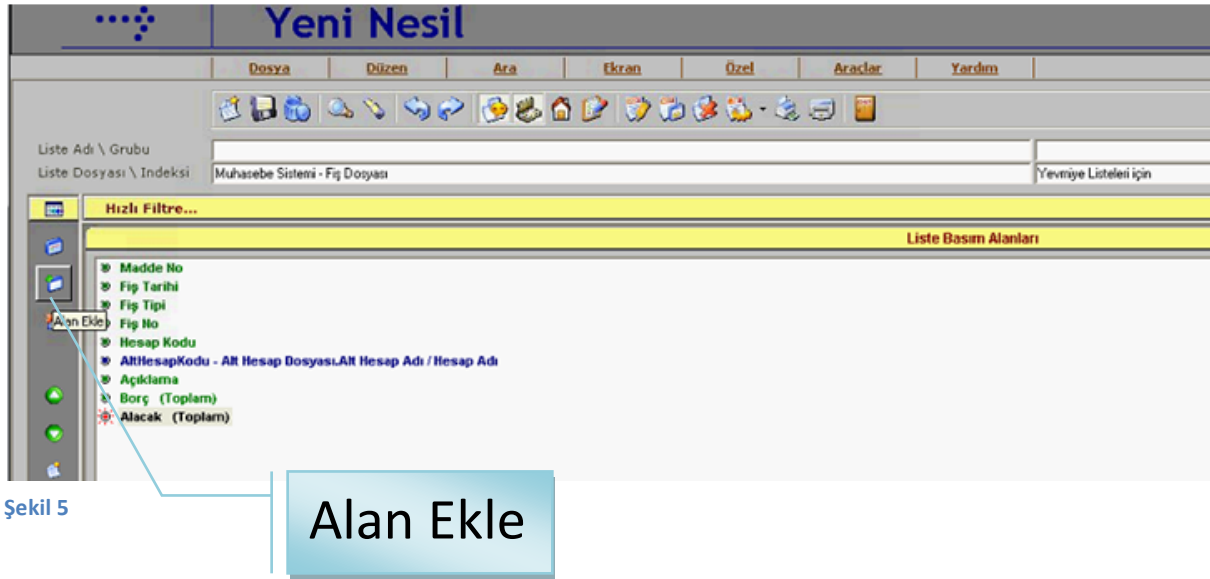 Yeni Nesil
Dosya Düzen Ara Ekran Özel Araçlar Yardım
Liste Adı \ Grubu
Liste Dosyası \ Indeksi Muhasebe Sistemi - Fiş Dosyası Yevmiye Listeleri için
Hızlı Filtre...
Liste Basım Alanları
Madde No
Fiş Tarihi
Fiş Tipi
Alan Ekle
Fiş No
Hesap Kodu
AltHesapKodu - Alt Hesap Dosyası.Alt Hesap Adı / Hesap Adı
Açıklama
Borç (Toplam)
Alacak (Toplam)
Şekil 5
Alan Ekle